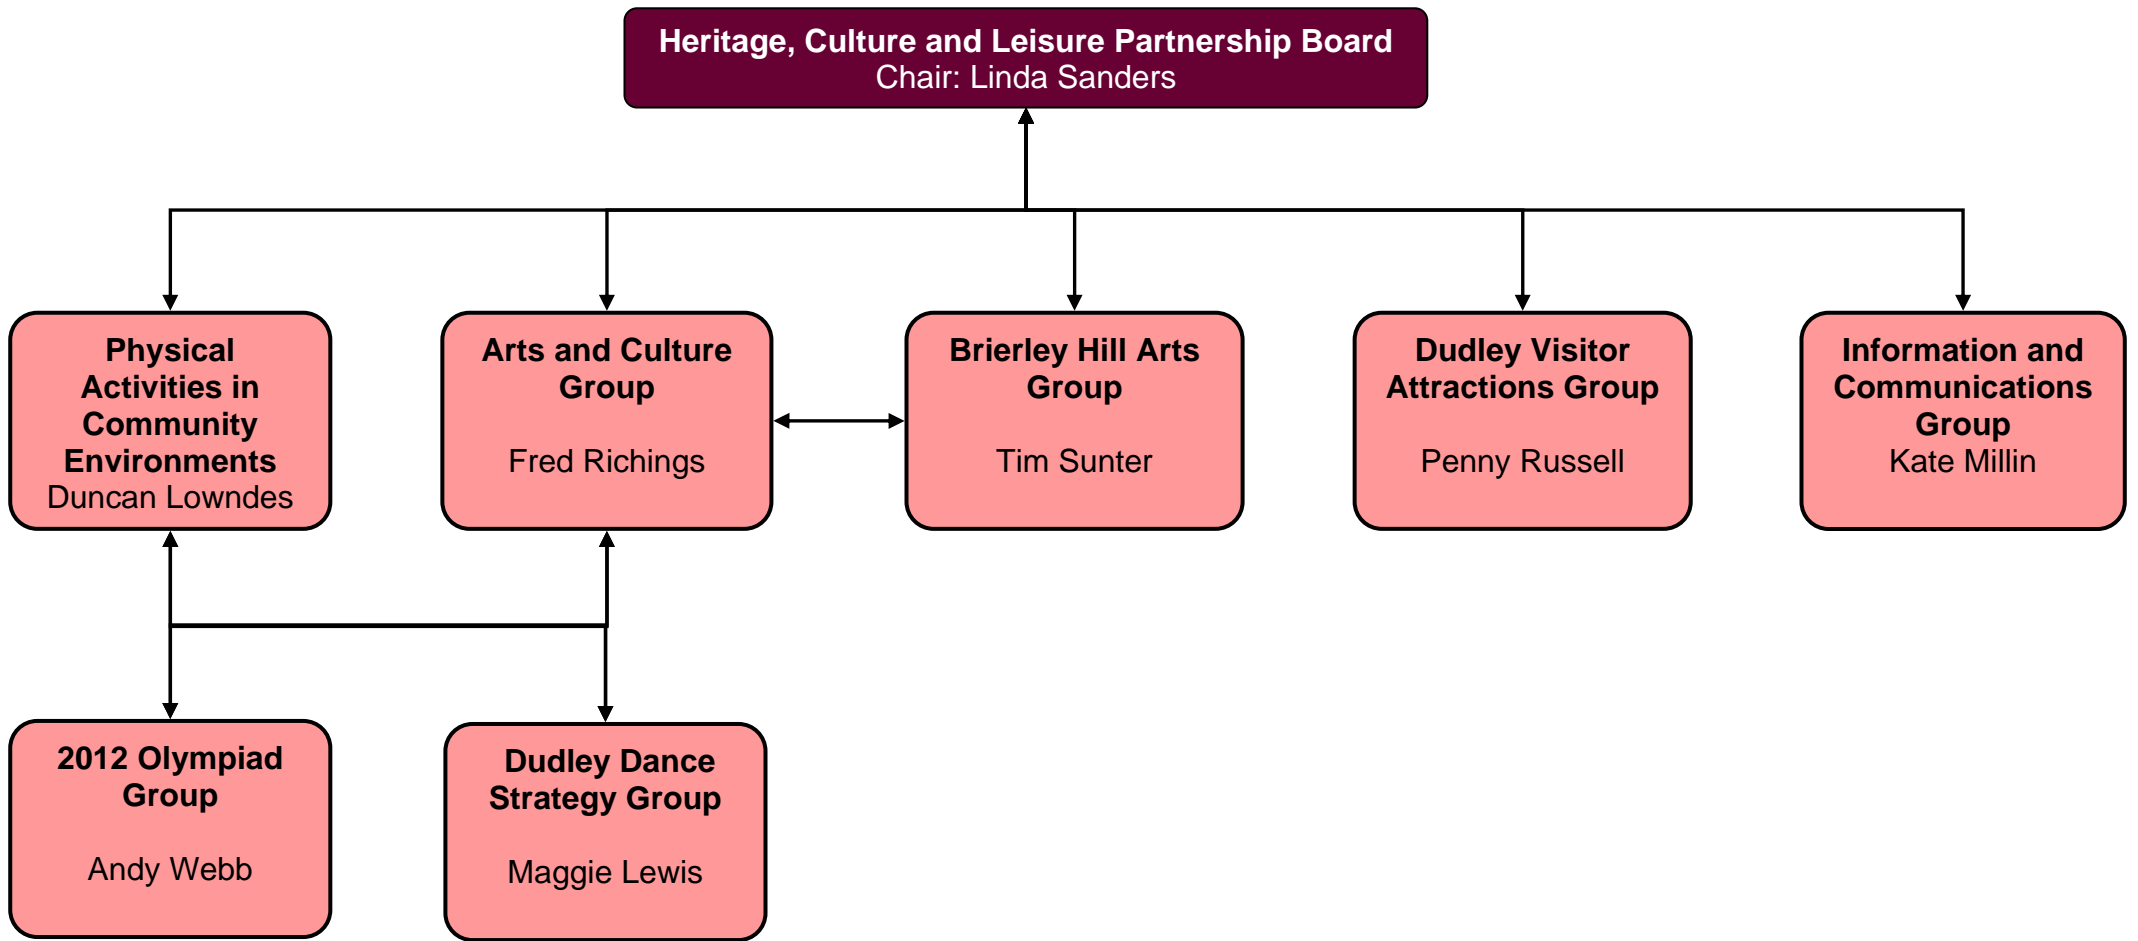 Heritage, Culture and Leisure Partnership Board
Chair: Linda Sanders
Physical
Activities in
Community
Environments
Duncan Lowndes
Arts and Culture
Group
Fred Richings
Brierley Hill Arts
Group
Tim Sunter
Dudley Visitor
Attractions Group
Penny Russell
Information and
Communications
Group
Kate Millin
2012 Olympiad
Group
Andy Webb
Dudley Dance
Strategy Group
Maggie Lewis